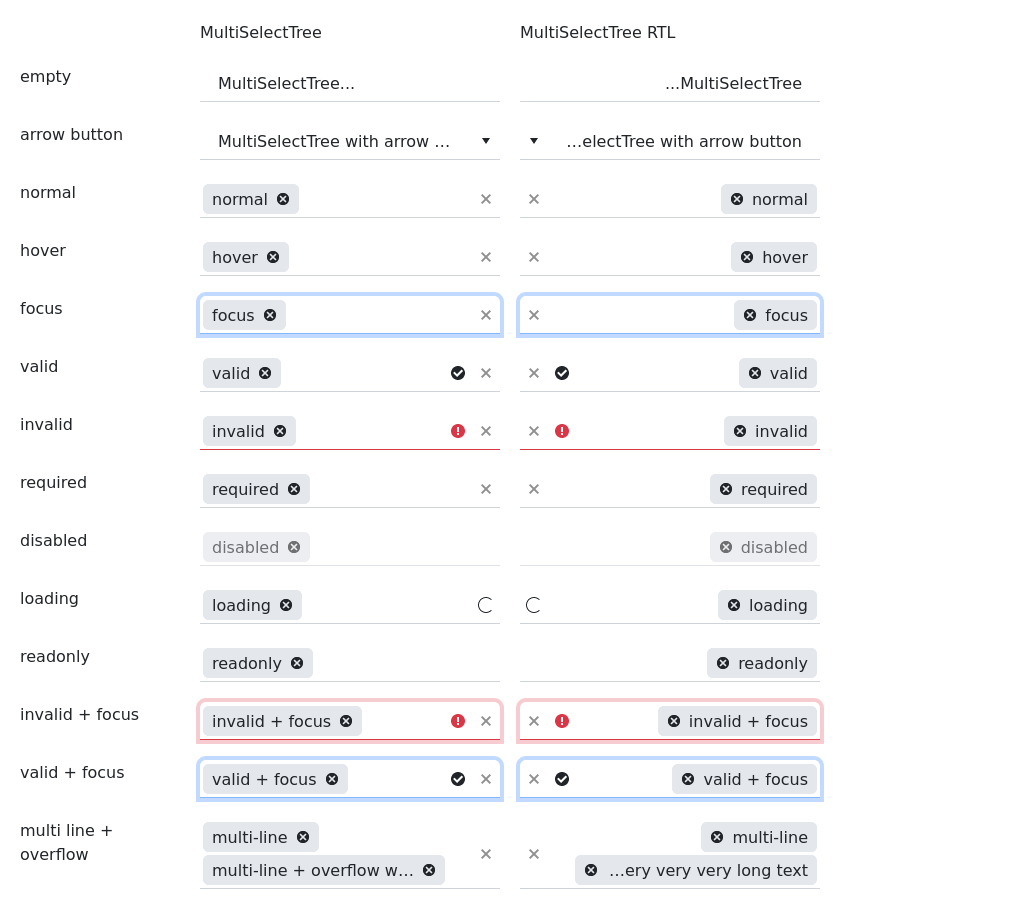 MultiSelectTree MultiSelectTree RTL
empty MultiSelectTree... ...MultiSelectTree
arrow button MultiSelectTree with arrow ... ...electTree with arrow button
normal normal normal
hover hover hover
focus focus focus
valid valid valid
invalid invalid invalid
required required required
disabled disabled disabled
loading loading loading
readonly readonly readonly
invalid + focus invalid + focus invalid + focus
valid + focus valid + focus valid + focus
multi line + multi-line multi-line
overflow multi-line + overflow w... ...ery very very long text